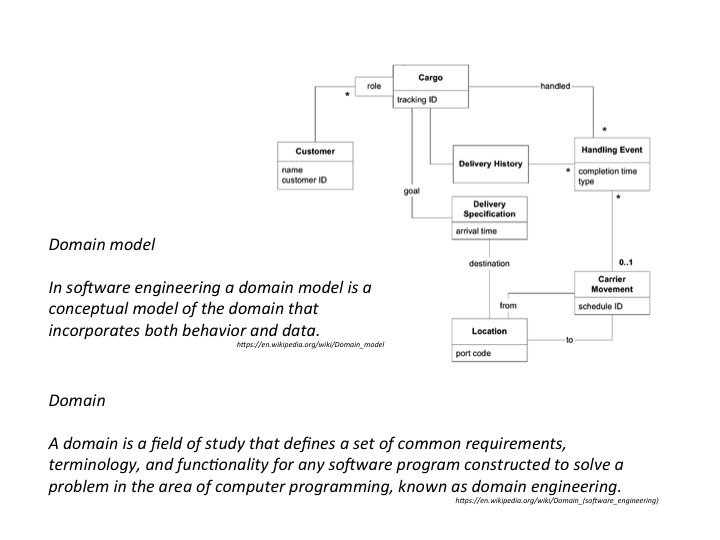 Cargo
role
handled
*
tracking ID
*
Customer
Handling Event
name
customer ID
Delivery History
*
completion time
type
goal
*
Delivery
Specification
arrival time
Domain model
destination
0..1
Carrier
Movement
In software engineering a domain model is a
conceptual model of the domain that
incorporates both behavior and data.
from
schedule ID
Location
to
https://en.wikipedia.org/wiki/Domain_model
port code
Domain
A domain is a field of study that defines a set of common requirements,
terminology, and functionality for any software program constructed to solve a
problem in the area of computer programming, known as domain engineering.
https://en.wikipedia.org/wiki/Domain_(software_engineering)